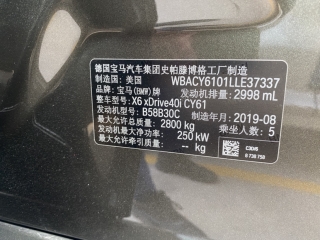 德国宝马汽车集团史帕滕博格工厂制造
制造国: 美国 WBACY6101LLE37337
品牌: 宝马(BMW)牌 发动机排量: 2998 mL
整车型号: X6 xDrive40i CY61
发动机型号: B58B30C 制造年月: 2019-08
最大允许总质量: 2800 kg 乘坐人数: 5
发动机最大净功率: 250 kW
最大允许牵引质量: -- kg